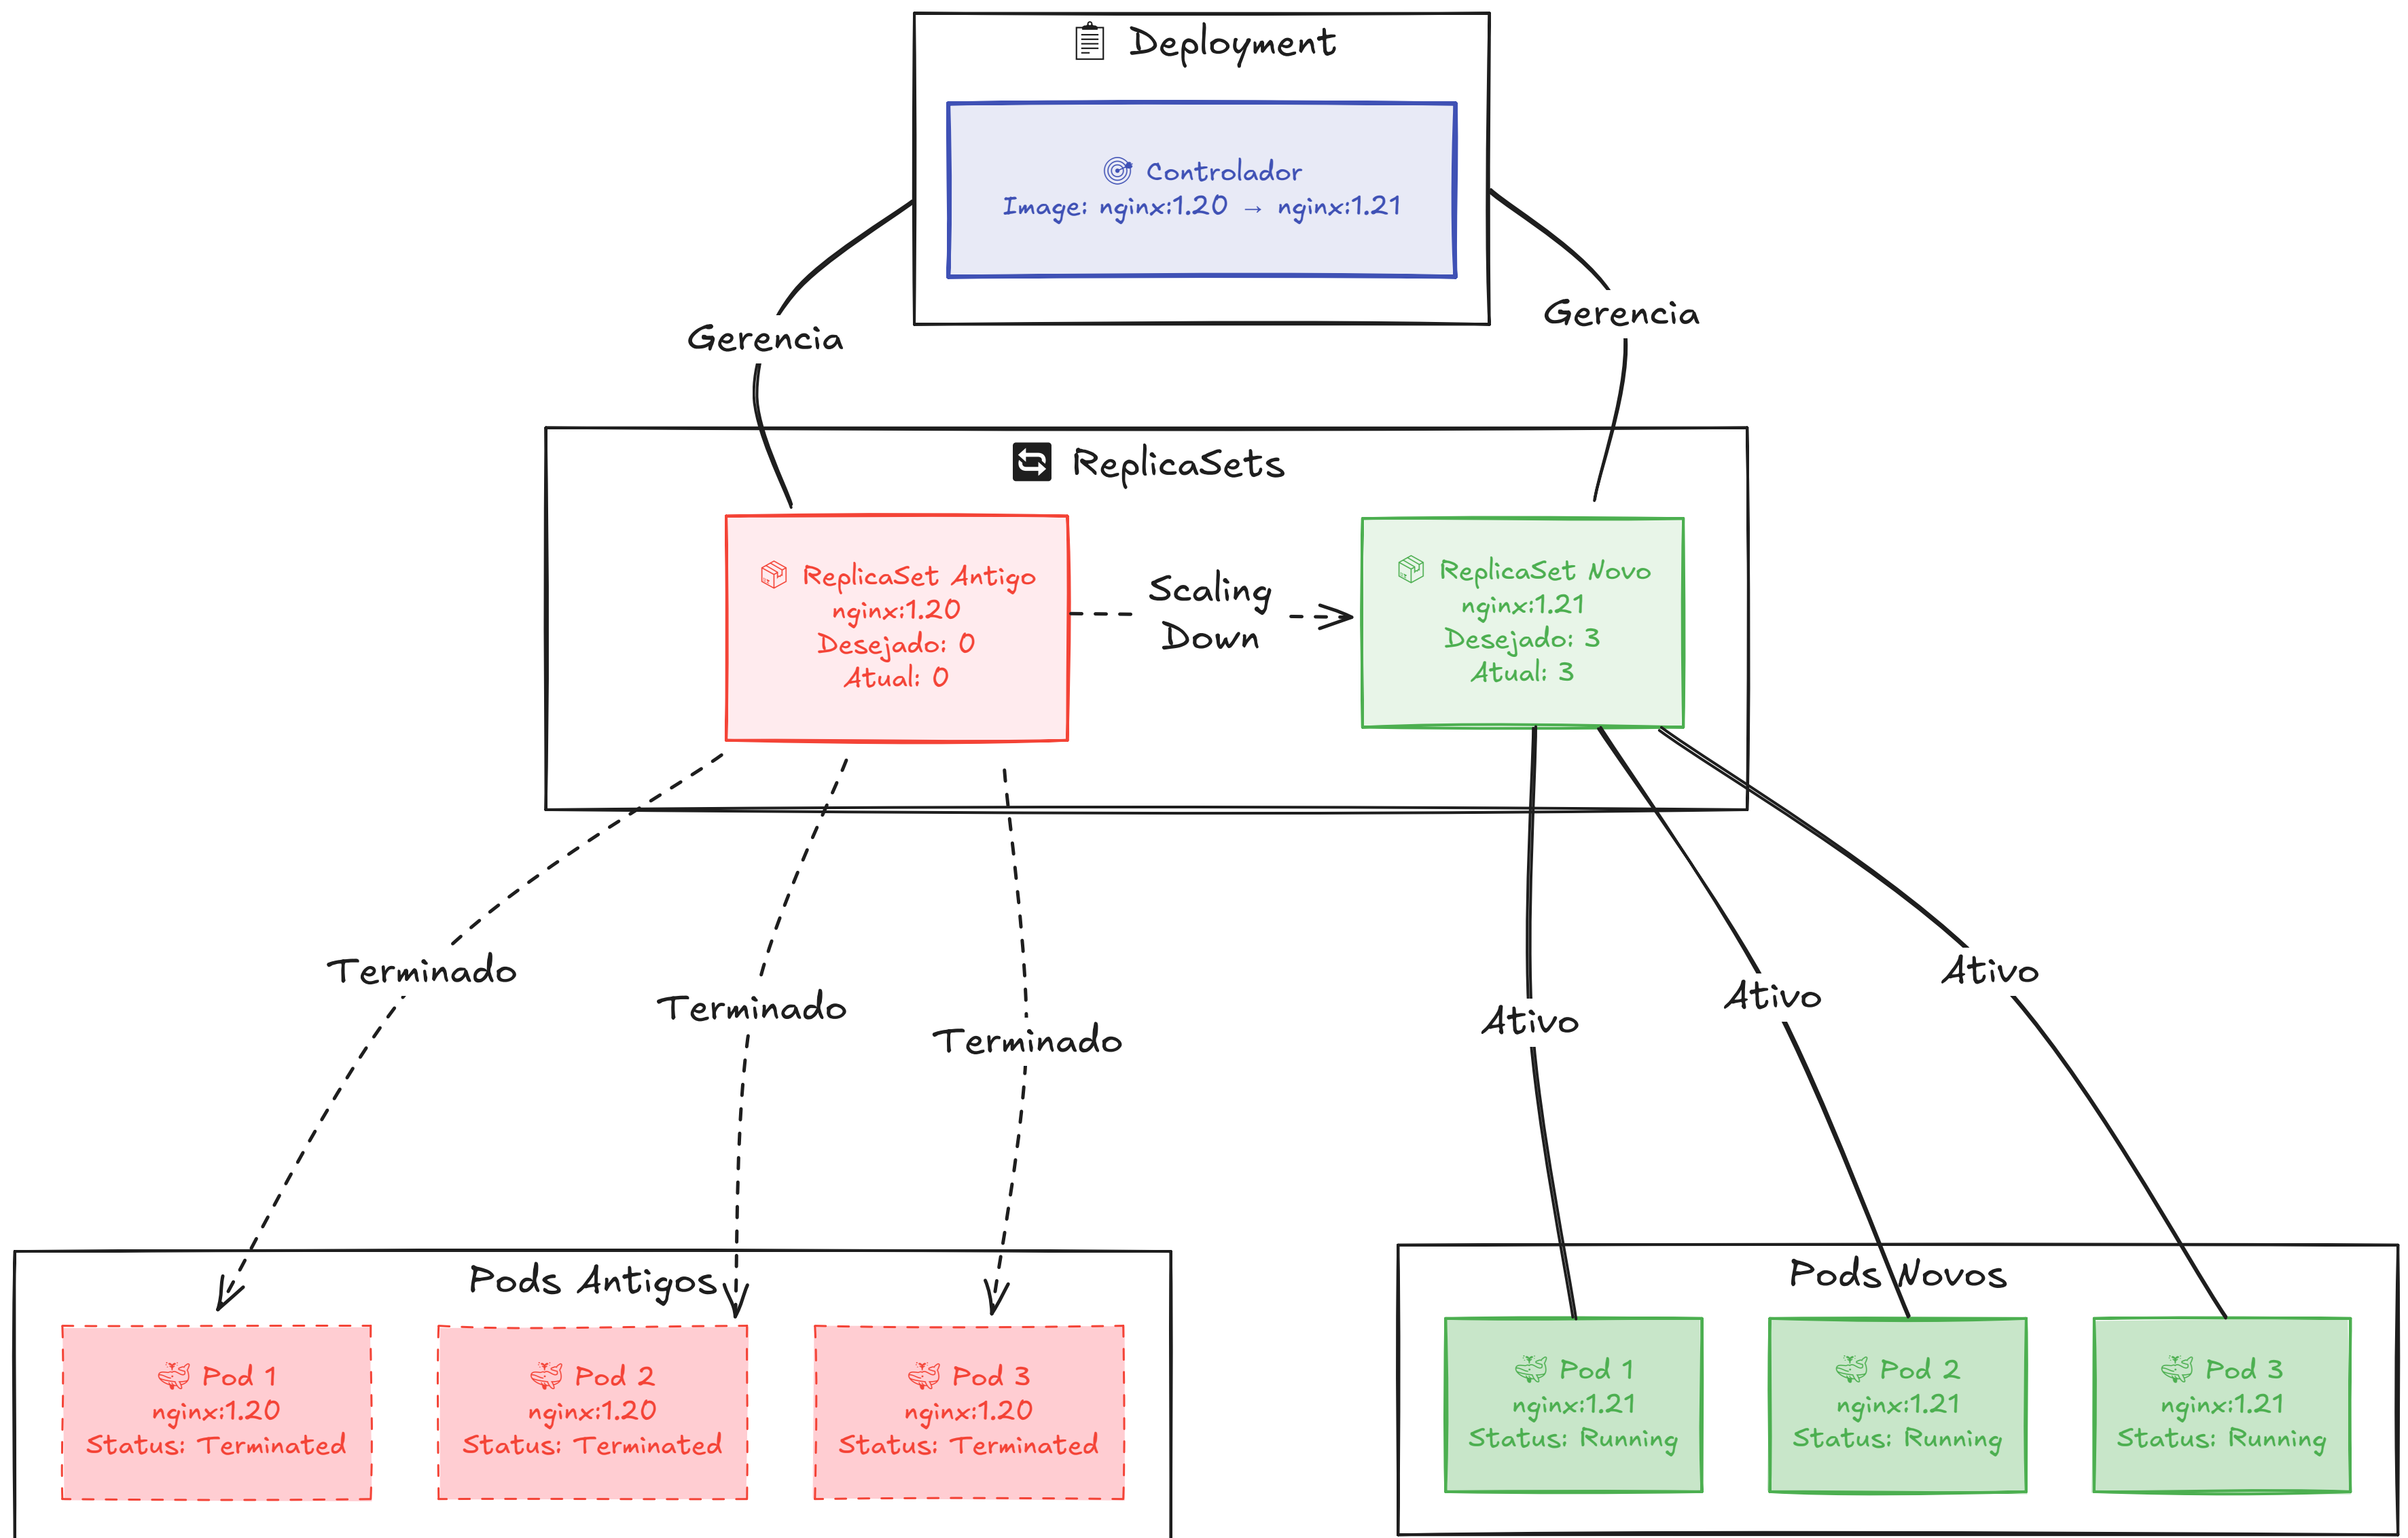 Deployment
Controlador
Image: nginx:1.20 → nginx:1.21
Gerencia
Gerencia
ReplicaSets
ReplicaSet Antigo
nginx:1.20
Desejado: 0
Atual: 0
Scaling
Down
ReplicaSet Novo
nginx:1.21
Desejado: 3
Atual: 3
Terminado
Terminado
Terminado
Ativo
Ativo
Ativo
Pods Antigos
Pod 1
nginx:1.20
Status: Terminated
Pod 2
nginx:1.20
Status: Terminated
Pod 3
nginx:1.20
Status: Terminated
Pods Novos
Pod 1
nginx:1.21
Status: Running
Pod 2
nginx:1.21
Status: Running
Pod 3
nginx:1.21
Status: Running